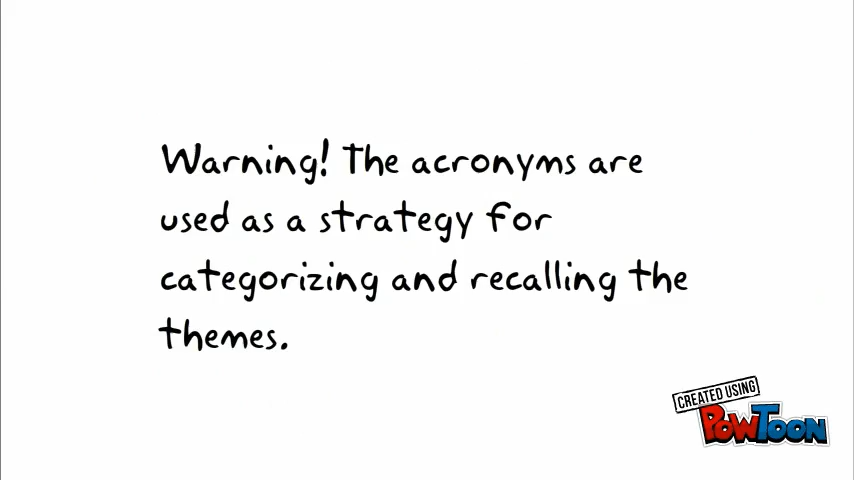 Warning! The acronyms are
used as a strategy for
categorizing and recalling the
themes.
CREATED USING
POWTOON